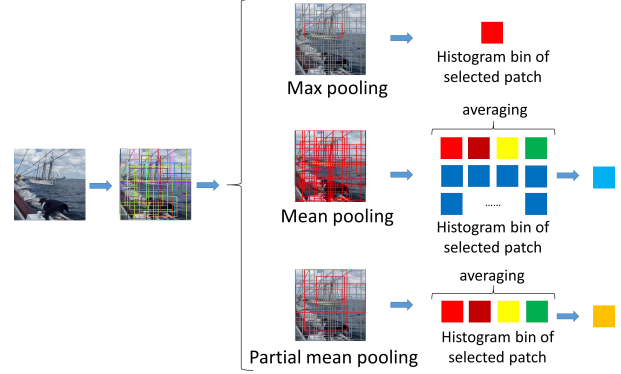 Max pooling
Histogram bin of
selected patch
averaging
Mean pooling
......
Histogram bin of
selected patch
averaging
Partial mean pooling
Histogram bin of
selected patch